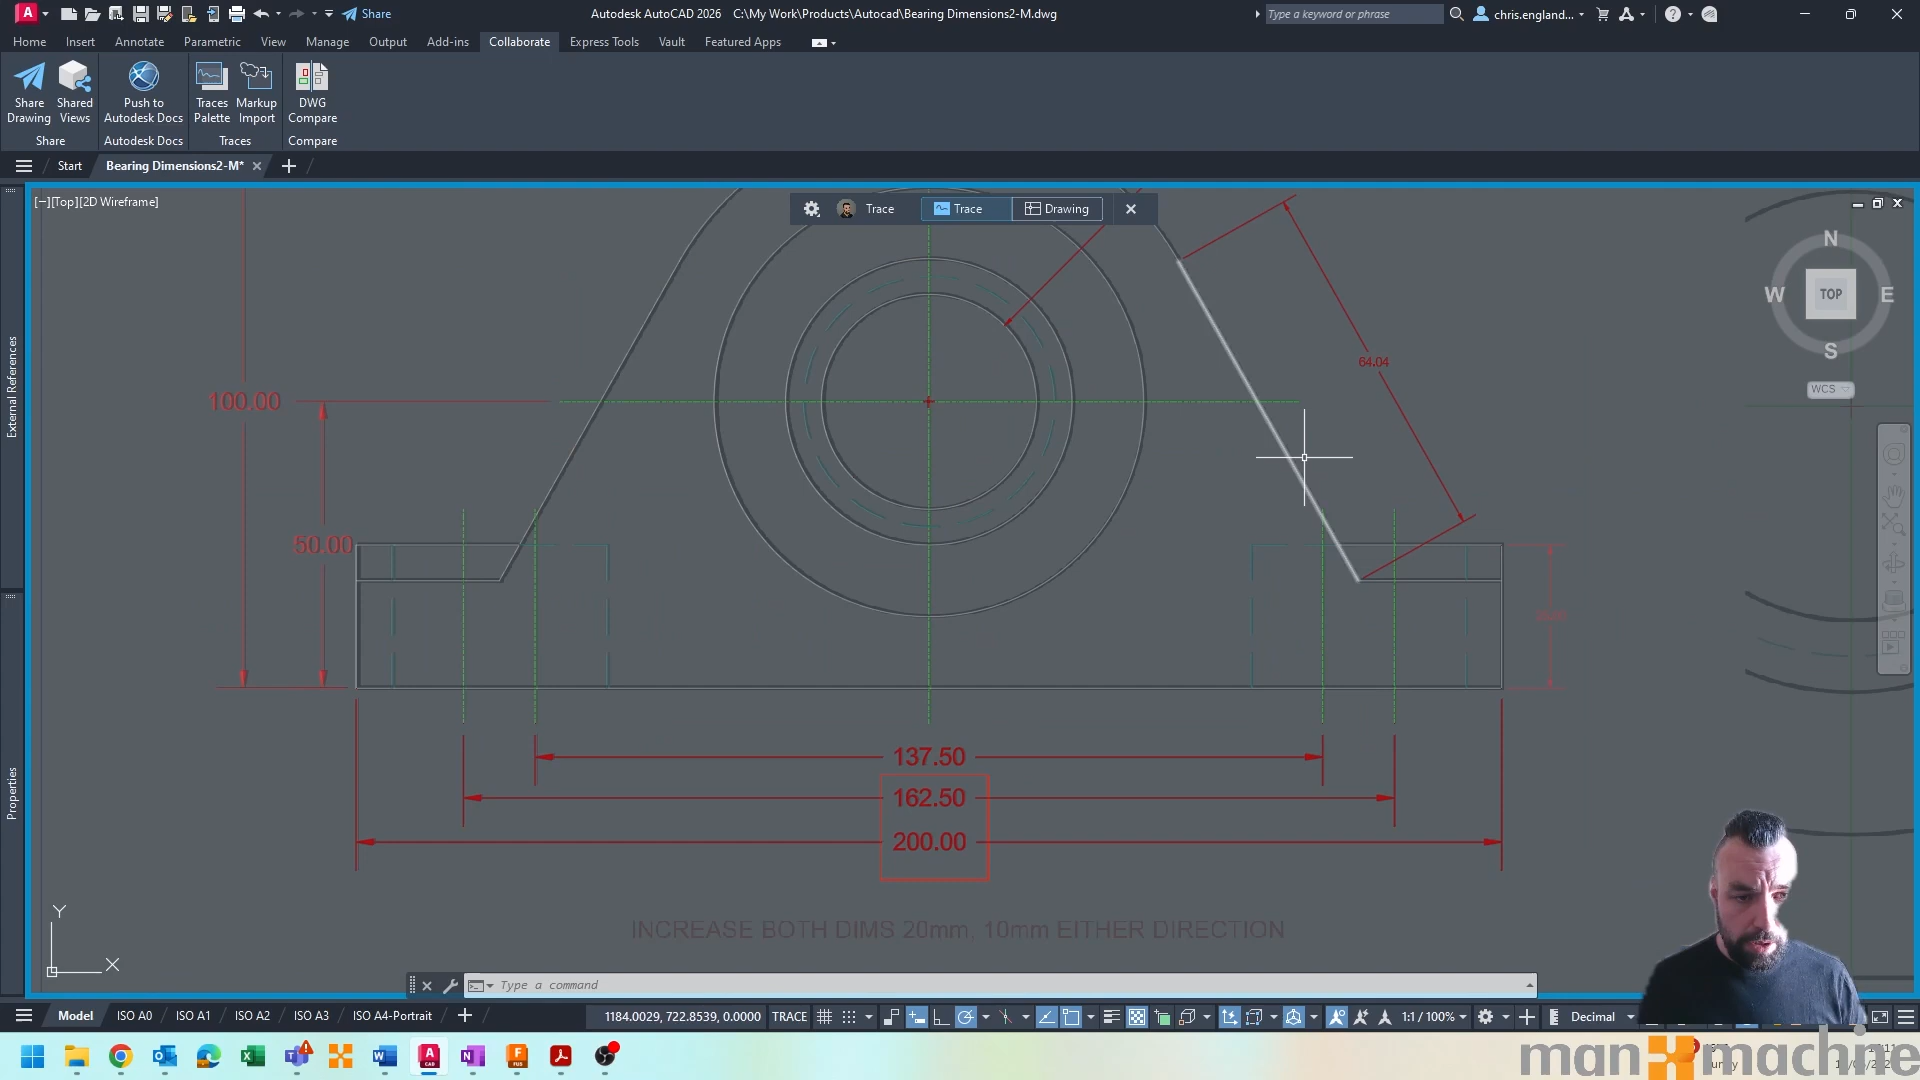 Share
Autodesk AutoCAD 2026 C:\My Work\Products\Autocad\Bearing Dimensions2-M.dwg
Type a keyword or phrase
chris.england...
Home Insert Annotate Parametric View Manage Output Add-ins Collaborate Express Tools Vault Featured Apps
Share Drawing
Shared Views
Push to Autodesk Docs
Traces Palette
Markup Import
DWG Compare
Share Autodesk Docs Traces Compare
Start Bearing Dimensions2-M*
[−][Top][2D Wireframe]
Trace Trace Drawing
N
W TOP E
S
WCS
External References
Properties
64.04
100.00
50.00
137.50
162.50
200.00
INCREASE BOTH DIMS 20mm, 10mm EITHER DIRECTION
Y
X
Type a command
Model ISO A0 ISO A1 ISO A2 ISO A3 ISO A4-Portrait
1184.0029, 722.8539, 0.0000 TRACE 1:1 / 100% Decimal
man machine